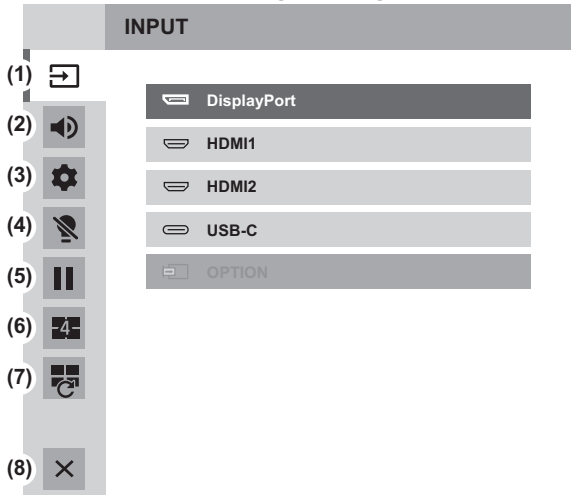 INPUT
(1)
DisplayPort
(2)
HDMI1
(3)
HDMI2
(4)
USB-C
(5)
OPTION
(6)
-4-
(7)
(8)